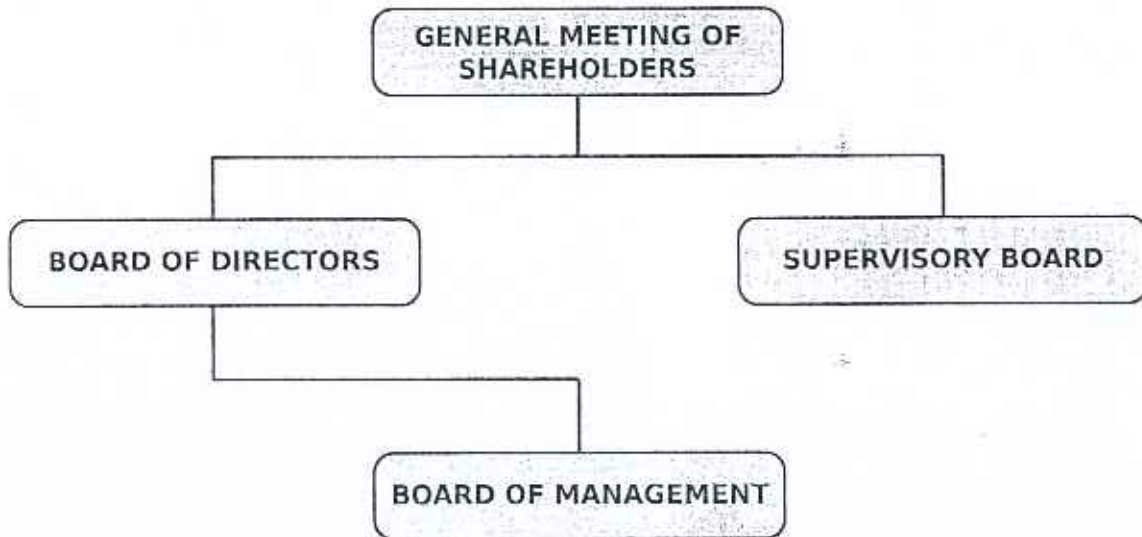 GENERAL MEETING OF
SHAREHOLDERS
BOARD OF DIRECTORS
SUPERVISORY BOARD
BOARD OF MANAGEMENT